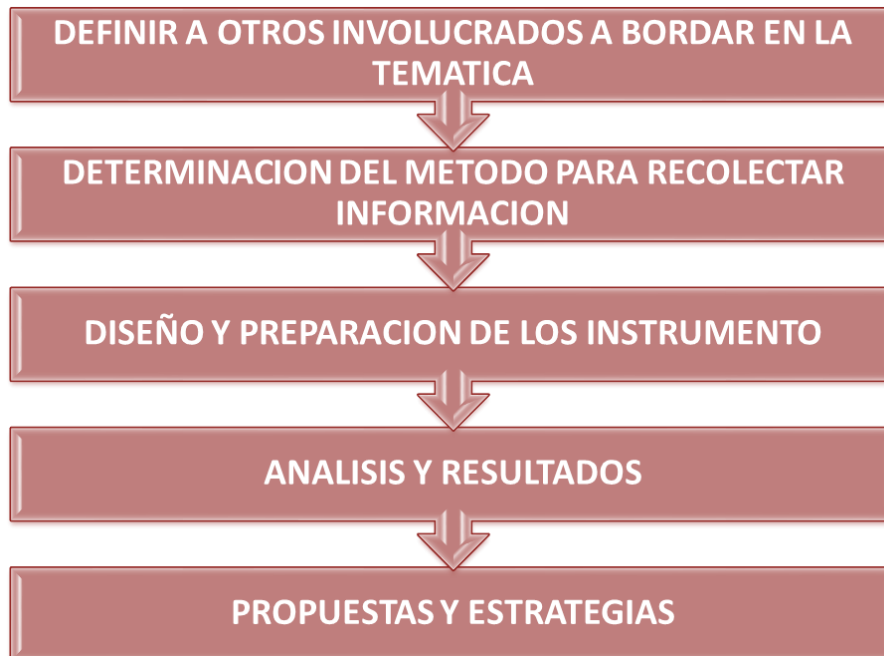 DEFINIR A OTROS INVOLUCRADOS A BORDAR EN LA
TEMATICA
DETERMINACION DEL METODO PARA RECOLECTAR
INFORMACION
DISEÑO Y PREPARACION DE LOS INSTRUMENTO
ANALISIS Y RESULTADOS
PROPUESTAS Y ESTRATEGIAS